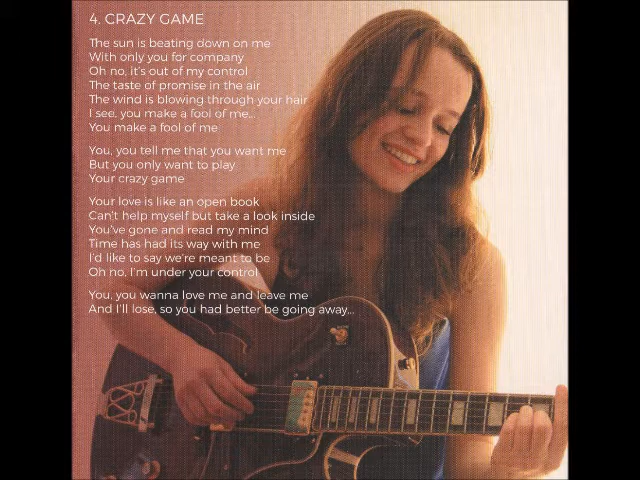 4. CRAZY GAME
The sun is beating down on me
With only you for company
Oh no, it's out of my control
The taste of promise in the air
The wind is blowing through your hair
I see, you make a fool of me...
You make a fool of me
You, you tell me that you want me
But you only want to play
Your crazy game
Your love is like an open book
Can't help myself but take a look inside
You've gone and read my mind
Time has had its way with me
I'd like to say we're meant to be
Oh no, I'm under your control
You, you wanna love me and leave me
And I'll lose, so you had better be going away...